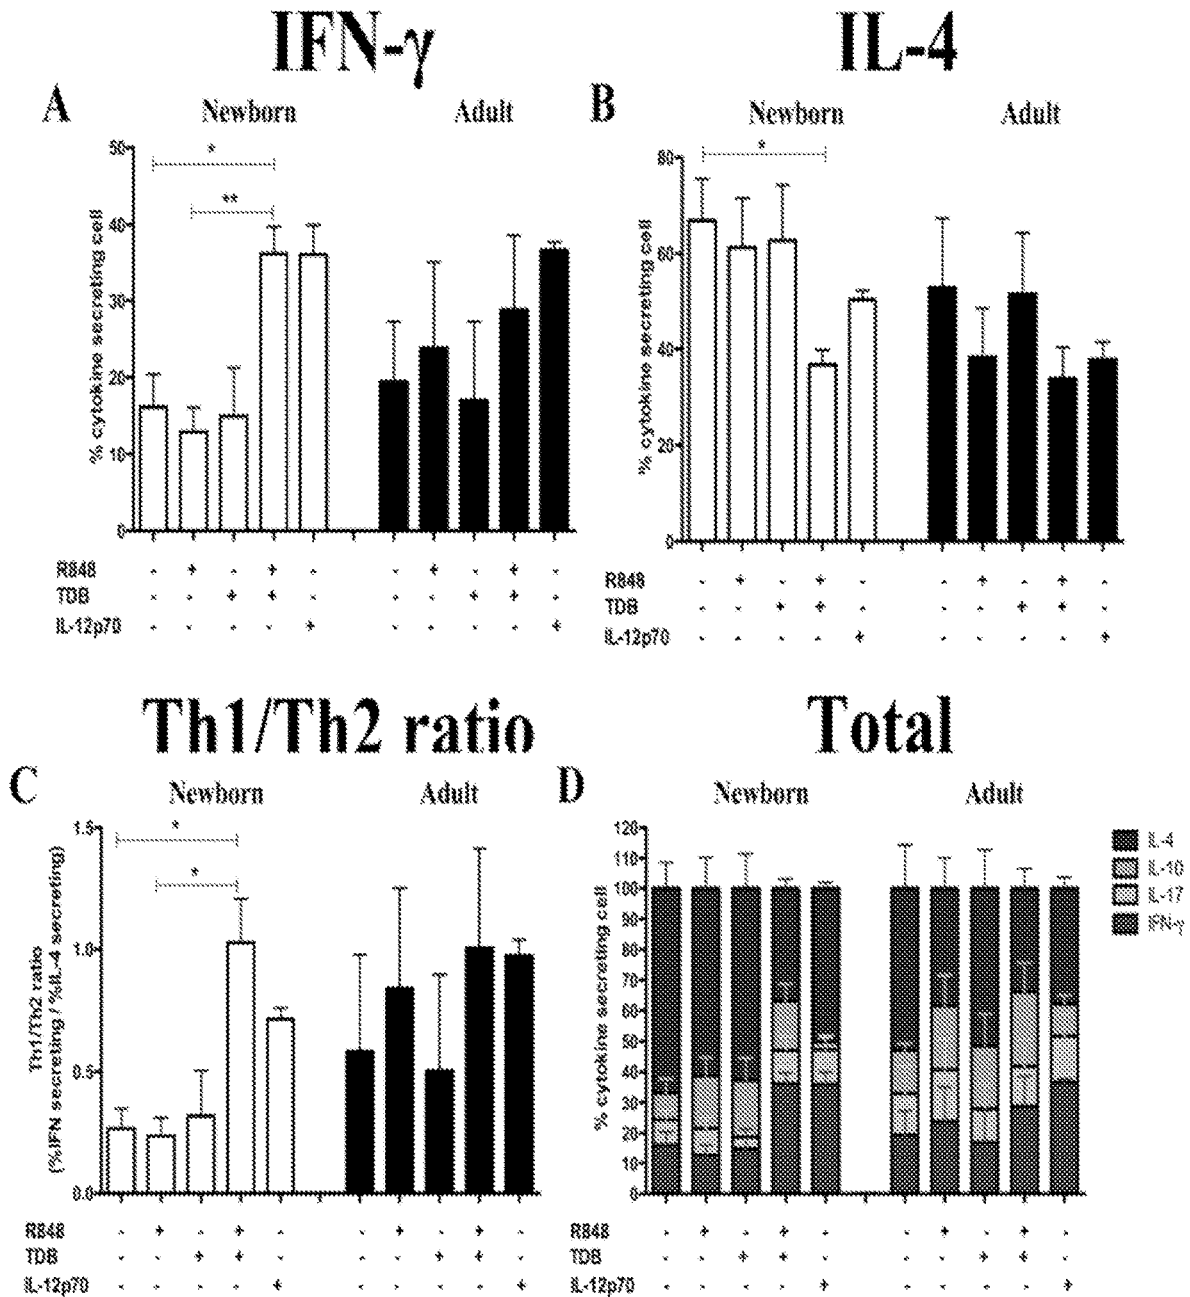 IFN-γ
A
Newborn
Adult
*
**
50
40
30
20
10
0
% cytokine secreting cell
R848 - + - + - - + - + -
TDB - - + + - - - + + -
IL-12p70 - - - - + - - - - +
IL-4
B
Newborn
Adult
*
80
60
40
20
0
% cytokine secreting cell
R848 - + - + - - + - + -
TDB - - + + - - - + + -
IL-12p70 - - - - + - - - - +
Th1/Th2 ratio
C
Newborn
Adult
*
*
1.5
1.0
0.5
0.0
Th1/Th2 ratio
(%IFN secreting / %IL-4 secreting)
R848 - + - + - - + - + -
TDB - - + + - - - + + -
IL-12p70 - - - - + - - - - +
Total
D
Newborn
Adult
120
110
100
90
80
70
60
50
40
30
20
10
0
% cytokine secreting cell
IL-4
IL-10
IL-17
IFN-γ
R848 - + - + - - + - + -
TDB - - + + - - - + + -
IL-12p70 - - - - + - - - - +